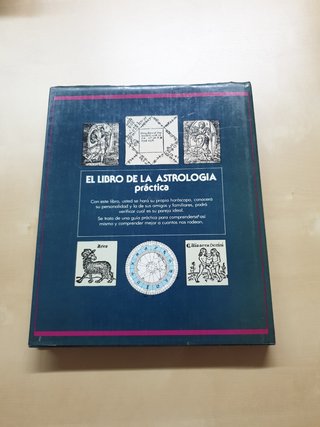 EL LIBRO DE LA ASTROLOGIA
práctica
Con este libro, usted se hará su propio horóscopo, conocerá
su personalidad y la de sus amigos y familiares, podrá
verificar cual es su pareja ideal.
Se trata de una guía práctica para comprenderse así
mismo y comprender mejor a cuantos nos rodean.
Aries